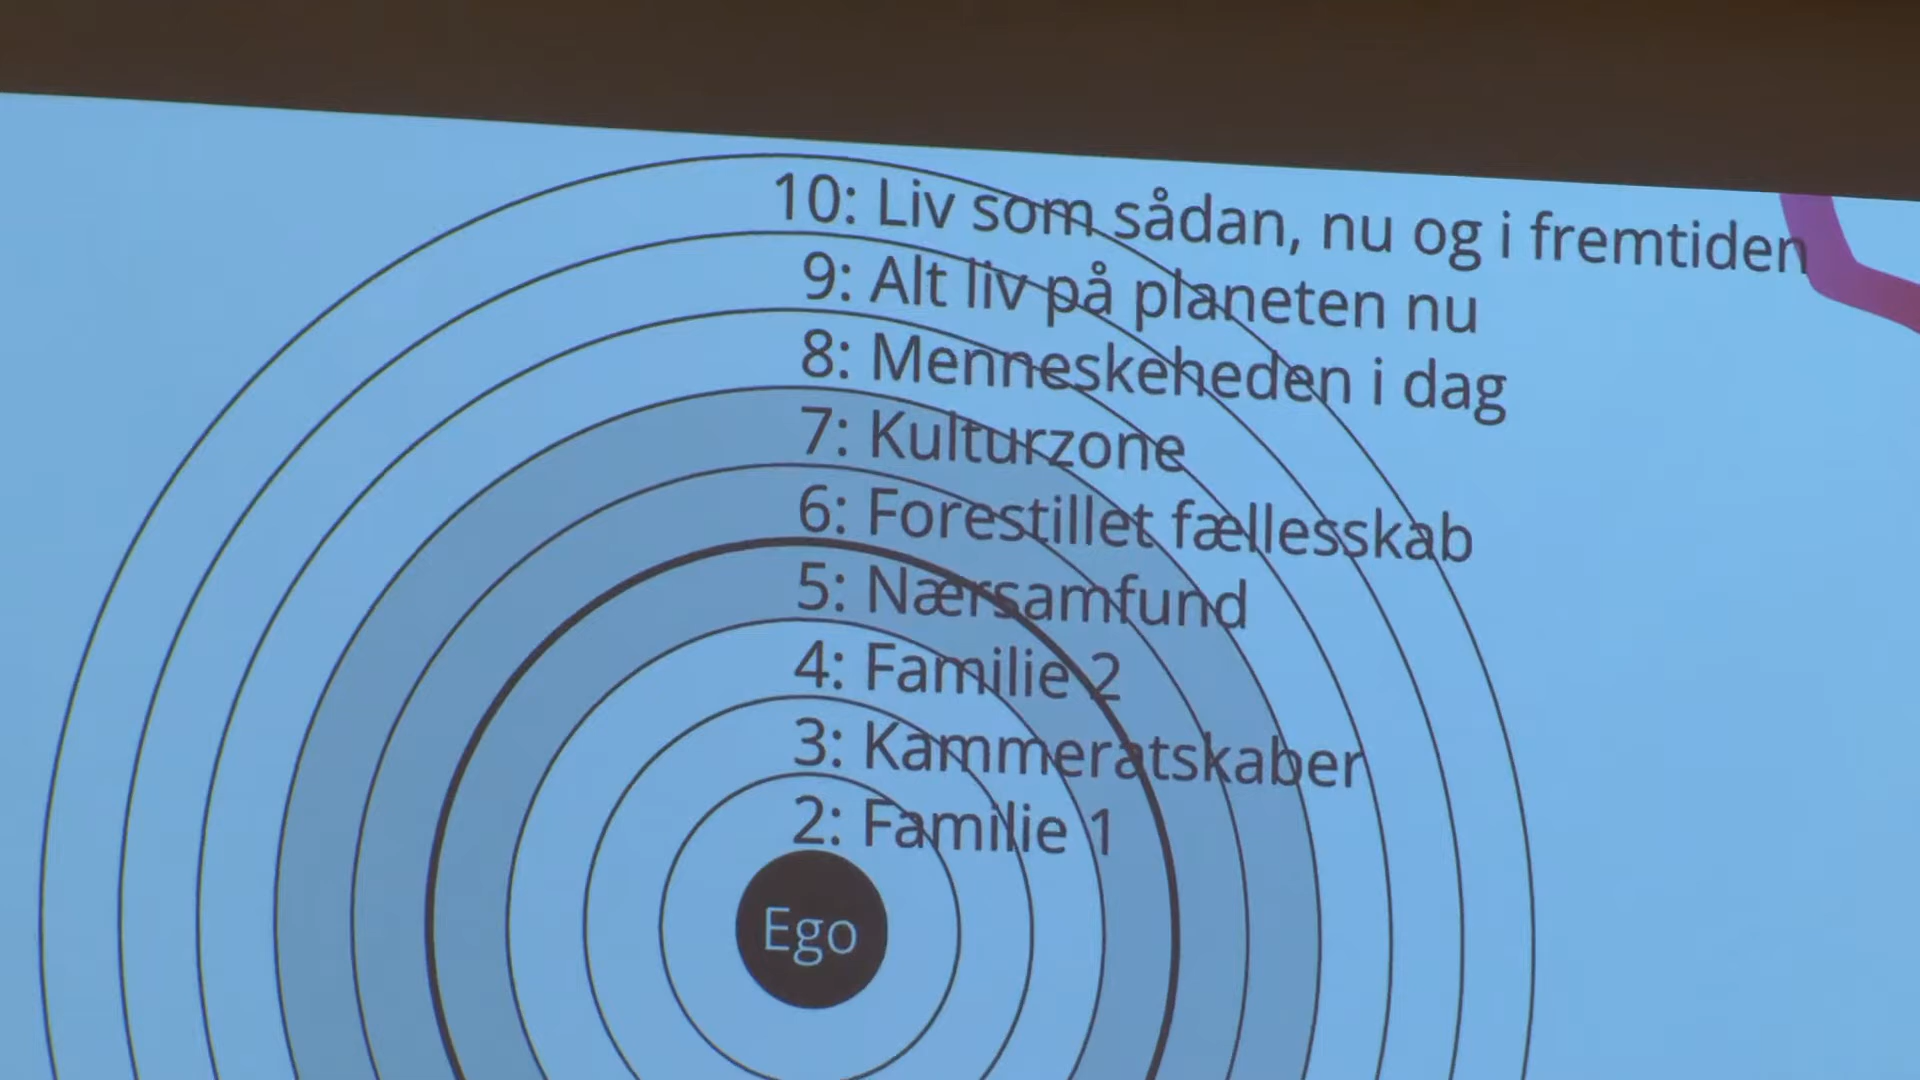 10: Liv som sådan, nu og i fremtiden
9: Alt liv på planeten nu
8: Menneskeheden i dag
7: Kulturzone
6: Forestillet fællesskab
5: Nærsamfund
4: Familie 2
3: Kammeratskaber
2: Familie 1
Ego